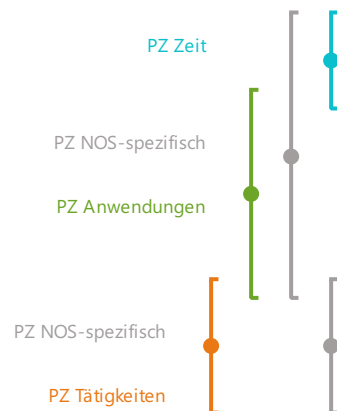 PZ Zeit
PZ NOS-spezifisch
PZ Anwendungen
PZ NOS-spezifisch
PZ Tätigkeiten